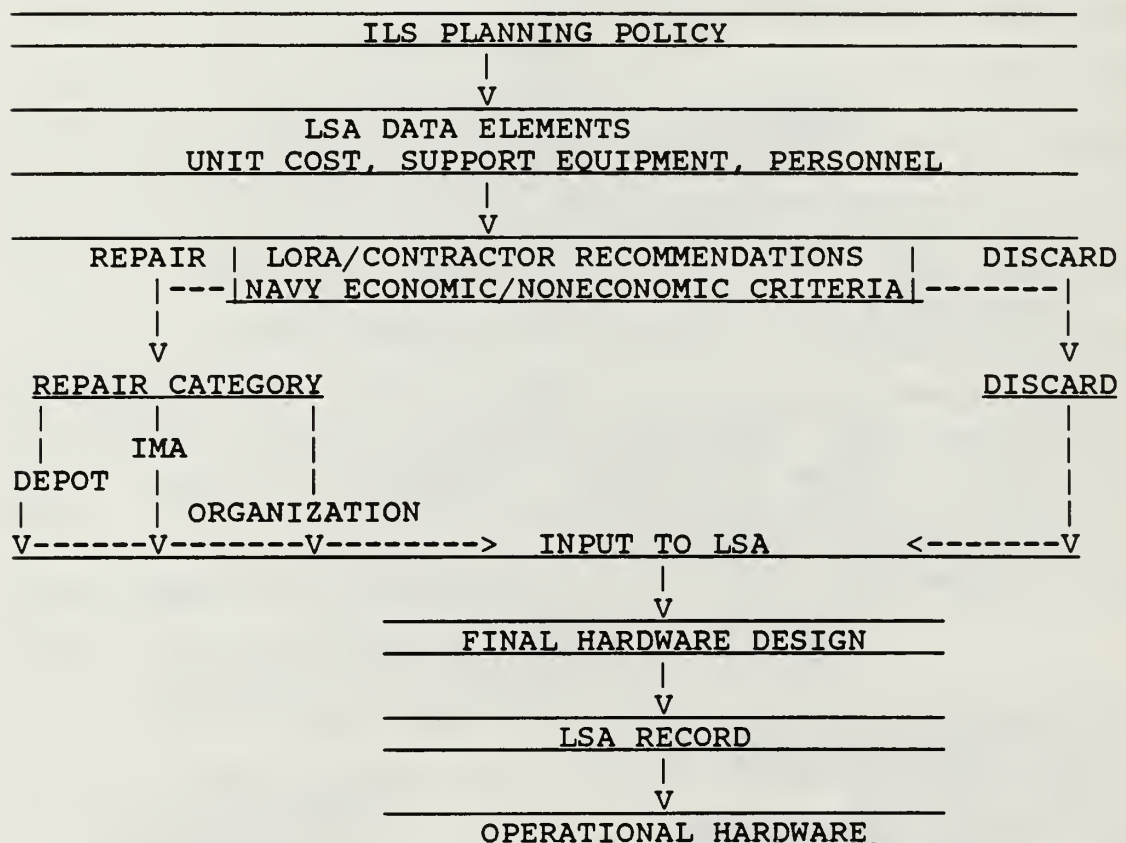 ILS PLANNING POLICY
LSA DATA ELEMENTS
UNIT COST, SUPPORT EQUIPMENT, PERSONNEL
REPAIR | LORA/CONTRACTOR RECOMMENDATIONS | DISCARD
|---|NAVY ECONOMIC/NONECONOMIC CRITERIA|-------|
REPAIR CATEGORY DISCARD
IMA
DEPOT
ORGANIZATION
V------V-------V--------> INPUT TO LSA <-------V
FINAL HARDWARE DESIGN
LSA RECORD
OPERATIONAL HARDWARE